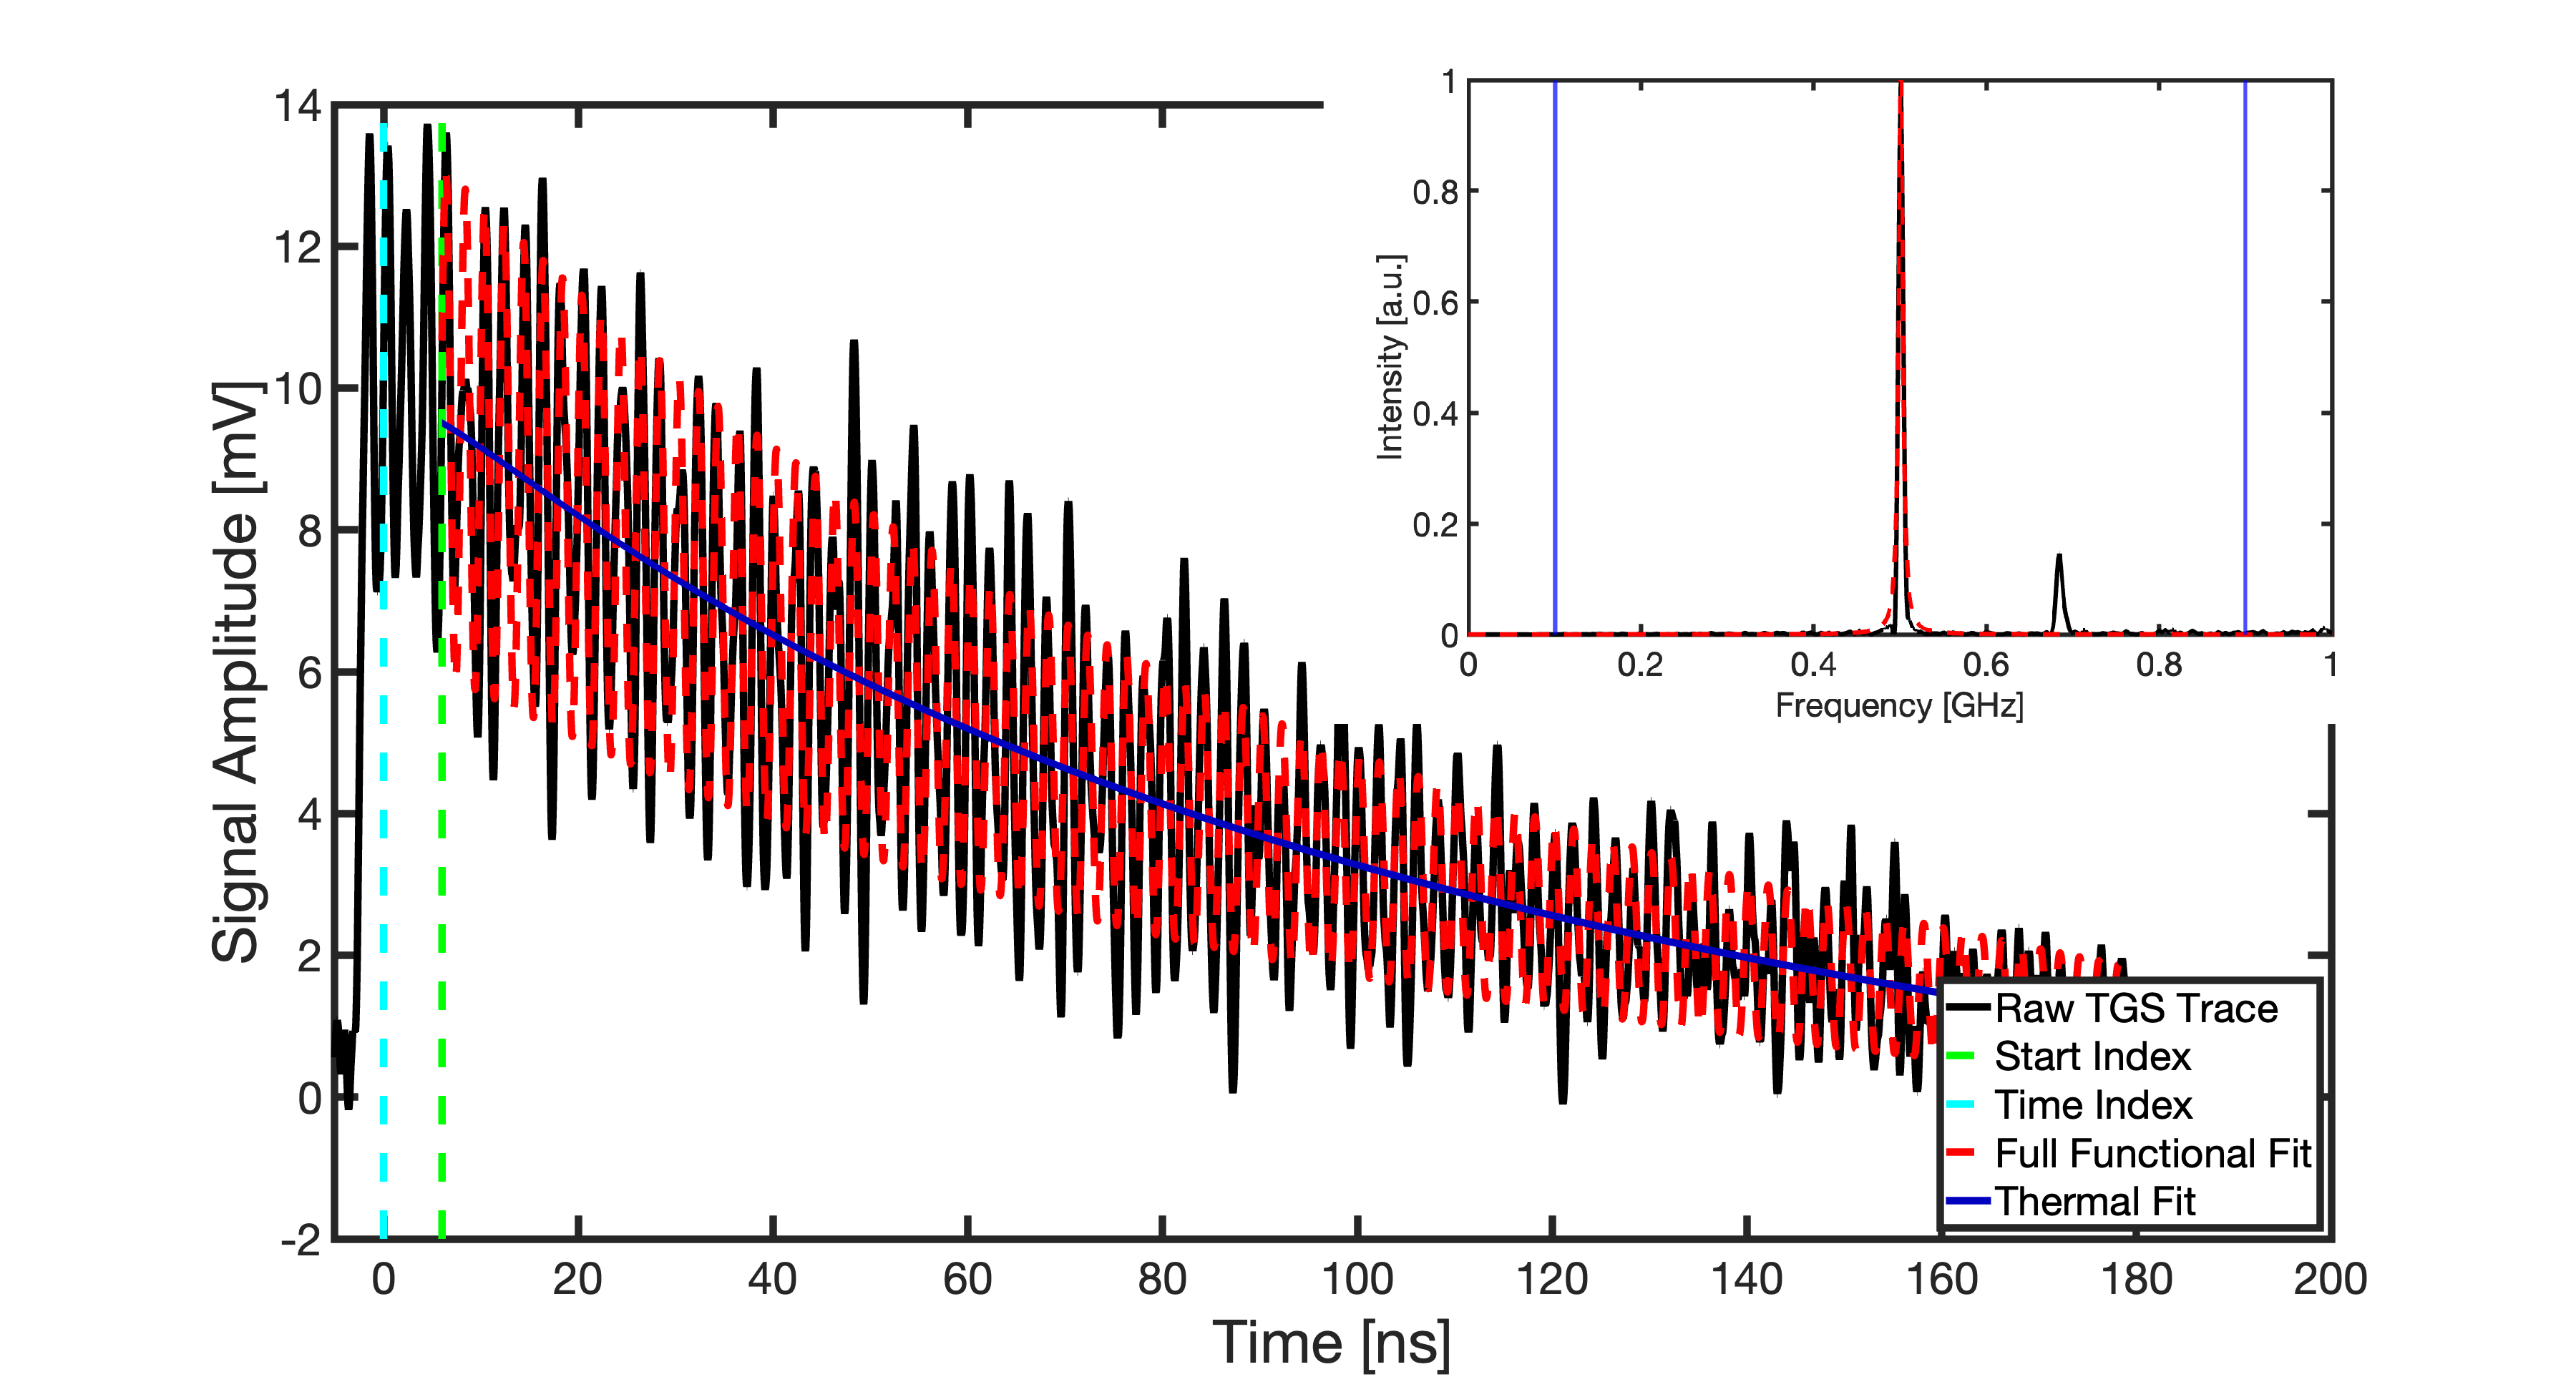 14
12
10
8
6
4
2
0
-2
Signal Amplitude [mV]
0 20 40 60 80 100 120 140 160 180 200
Time [ns]
1
0.8
0.6
0.4
0.2
0
Intensity [a.u.]
0 0.2 0.4 0.6 0.8 1
Frequency [GHz]
Raw TGS Trace
Start Index
Time Index
Full Functional Fit
Thermal Fit